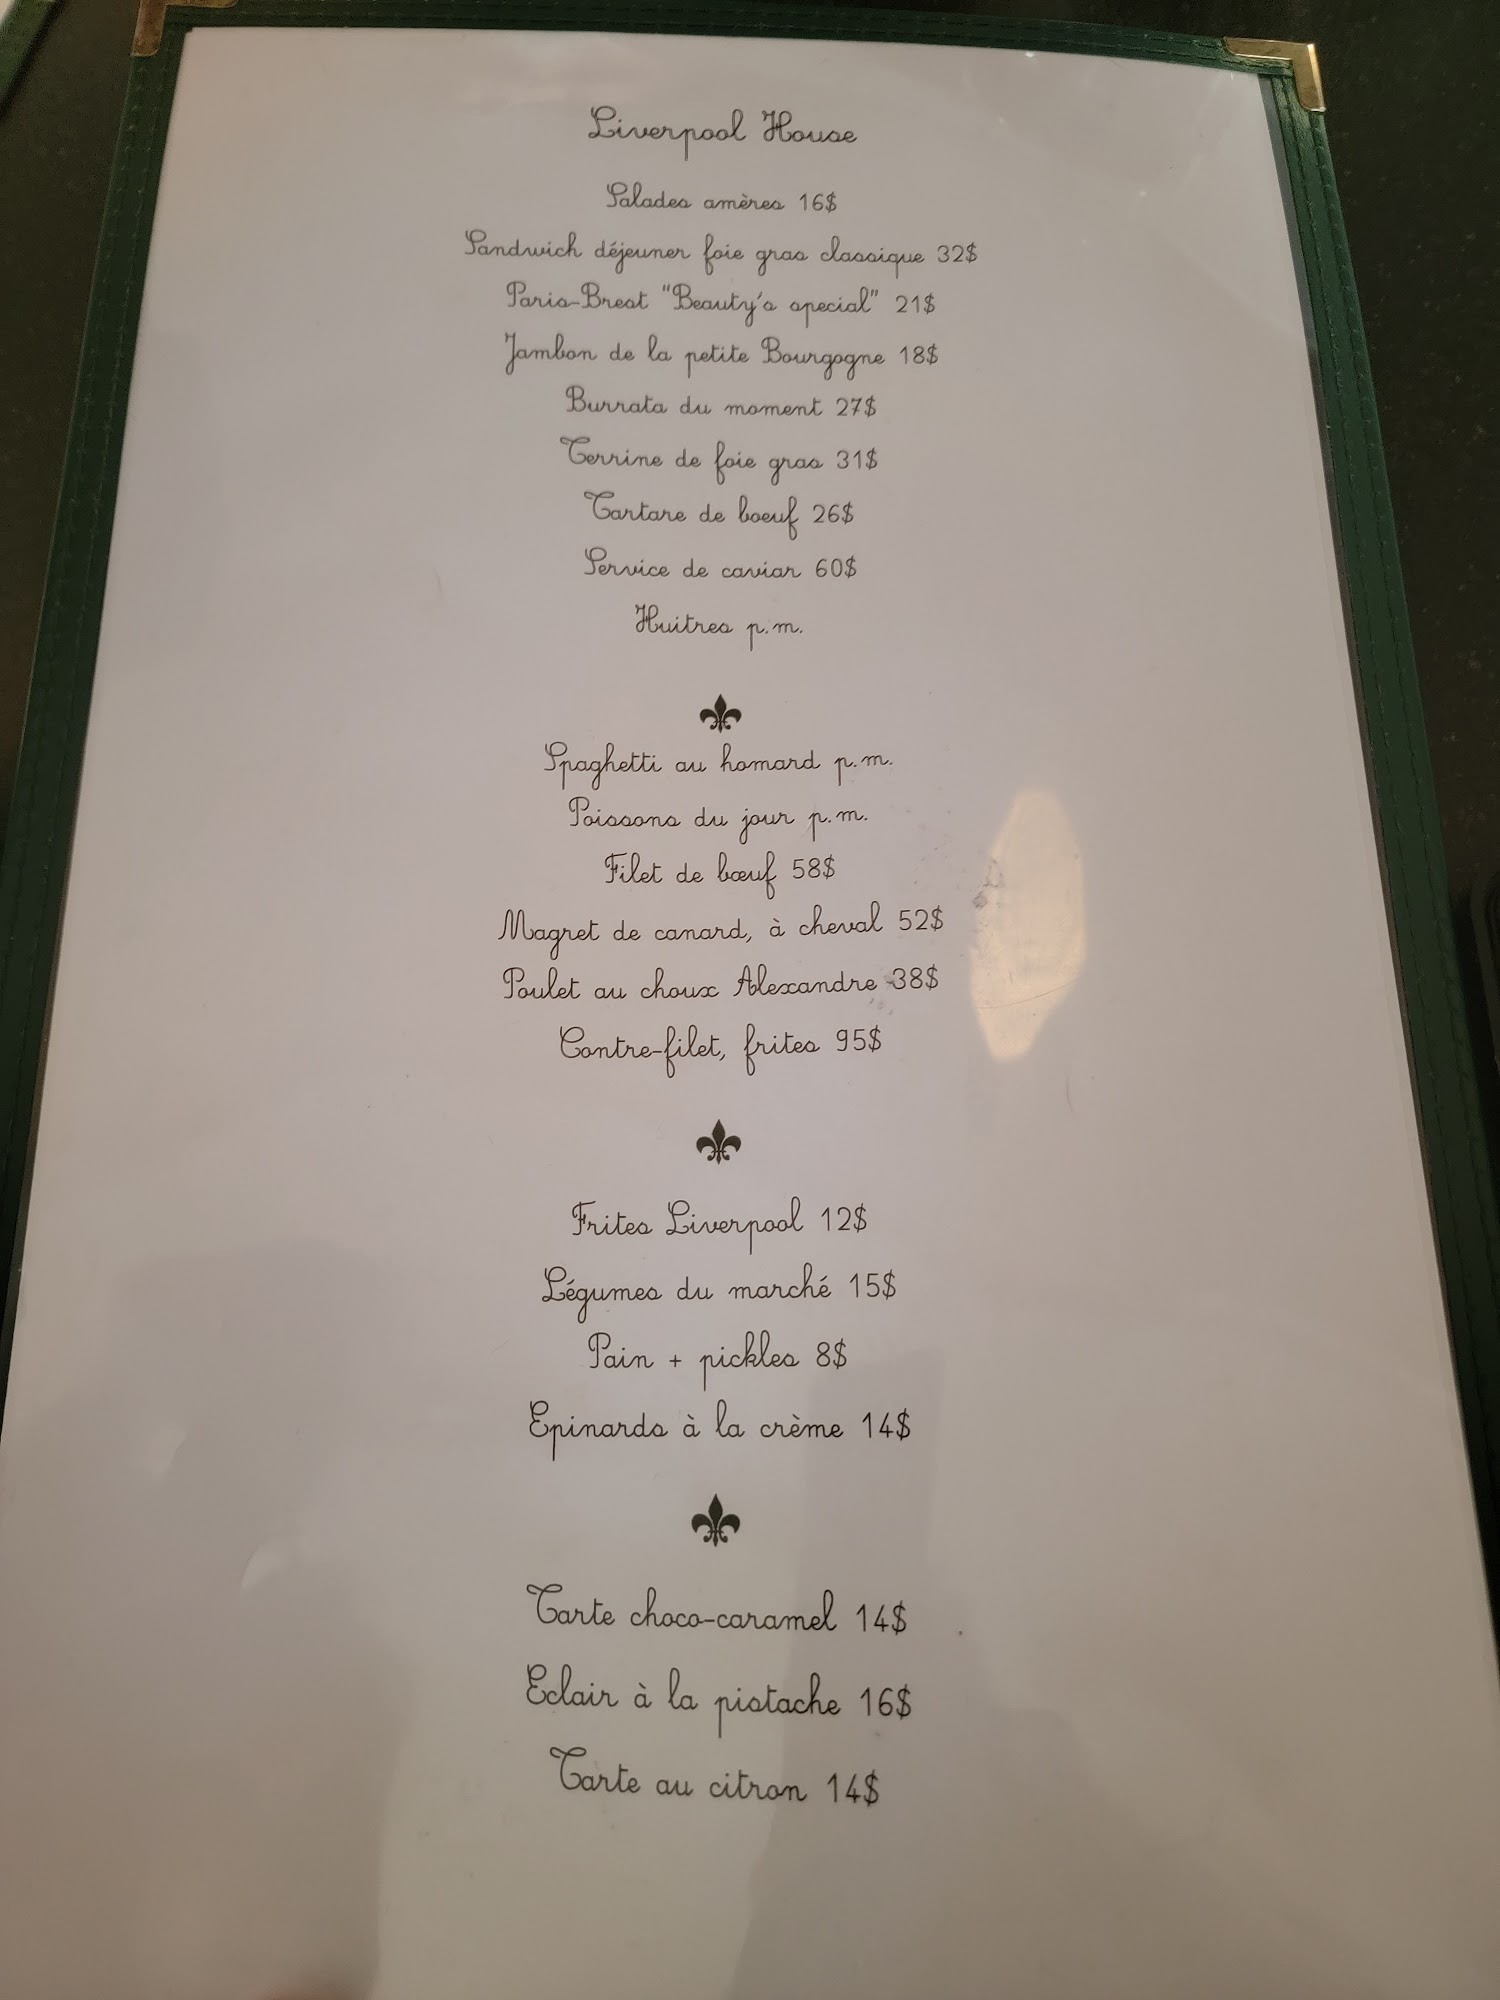 Liverpool House
Salades amères 16$
Sandwich déjeuner foie gras classique 32$
Paris-Brest "Beauty's special" 21$
Jambon de la petite Bourgogne 18$
Burrata du moment 27$
Terrine de foie gras 31$
Tartare de boeuf 26$
Service de caviar 60$
Huitres p.m.
Spaghetti au homard p.m.
Poissons du jour p.m.
Filet de bœuf 58$
Magret de canard, à cheval 52$
Poulet au choux Alexandre 38$
Contre-filet, frites 95$
Frites Liverpool 12$
Légumes du marché 15$
Pain + pickles 8$
Epinards à la crème 14$
Tarte choco-caramel 14$
Eclair à la pistache 16$
Tarte au citron 14$